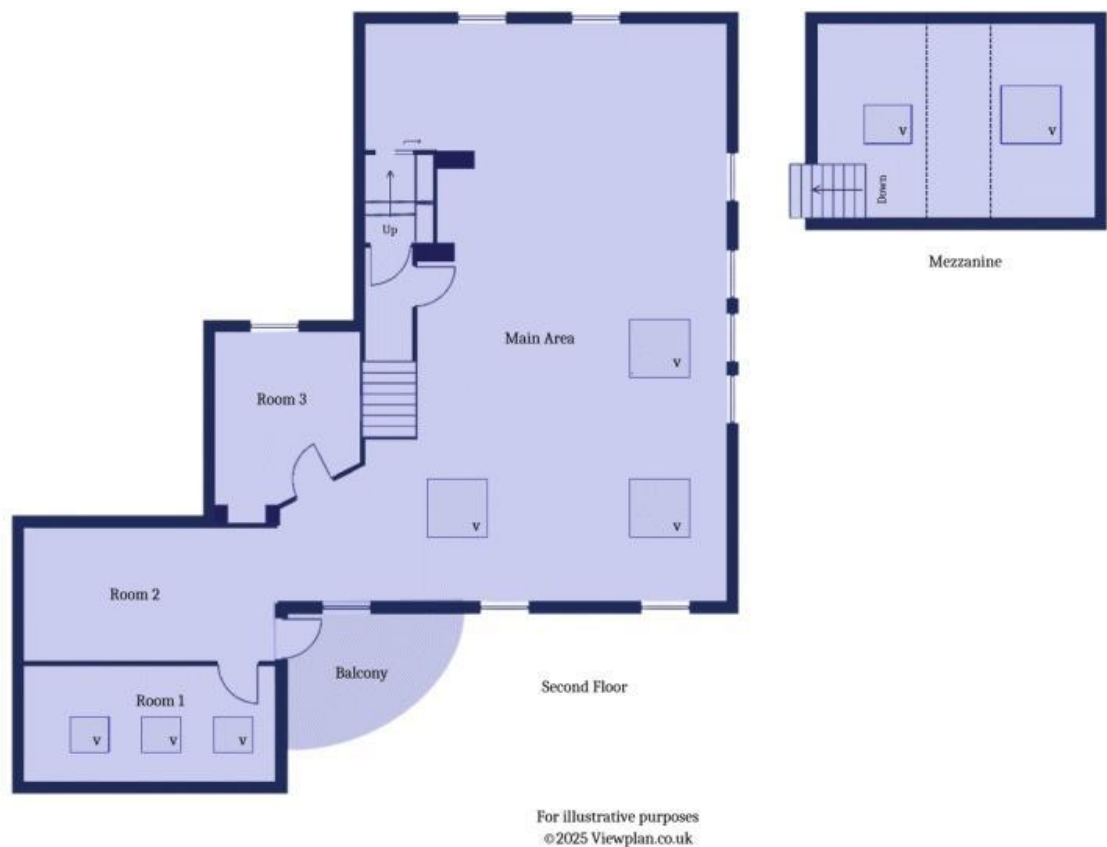 Up
Main Area
V
Room 3
V
V
Room 2
Room 1
V
V
V
Balcony
Second Floor
V
V
Down
Mezzanine
For illustrative purposes
©2025 Viewplan.co.uk